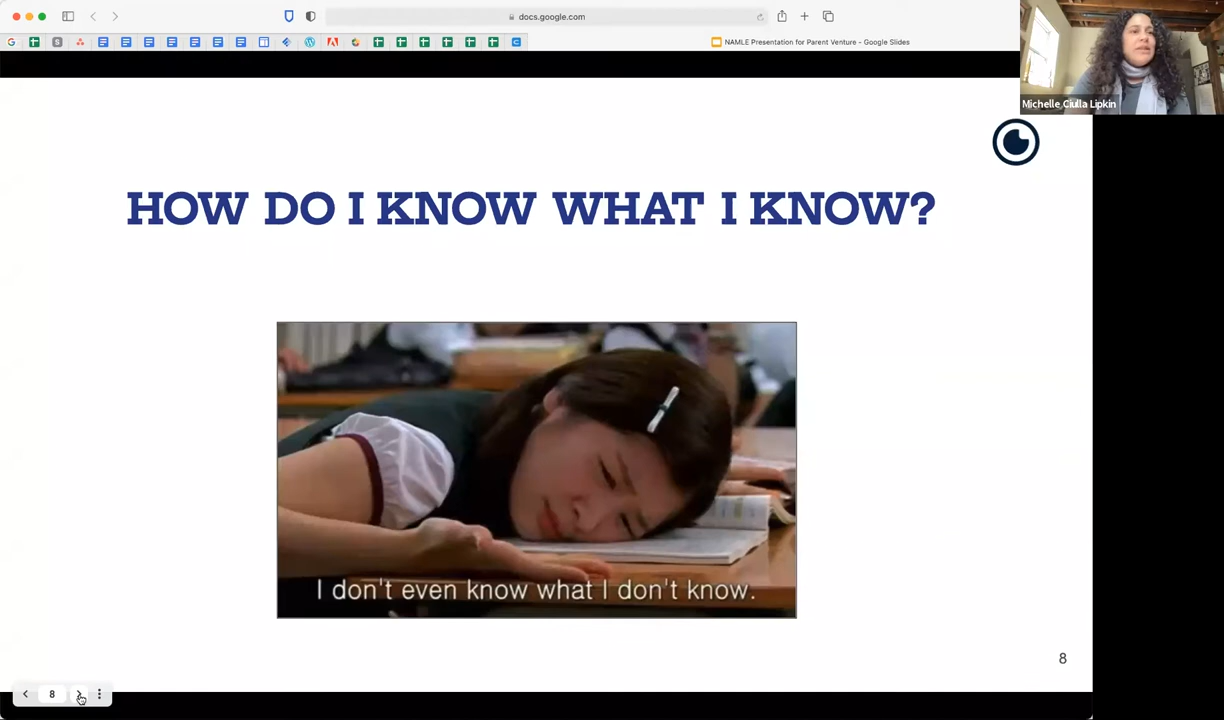 docs.google.com
NAMLE Presentation for Parent Venture - Google Slides
Michelle Ciulla Lipkin
HOW DO I KNOW WHAT I KNOW?
I don't even know what I don't know.
8
8